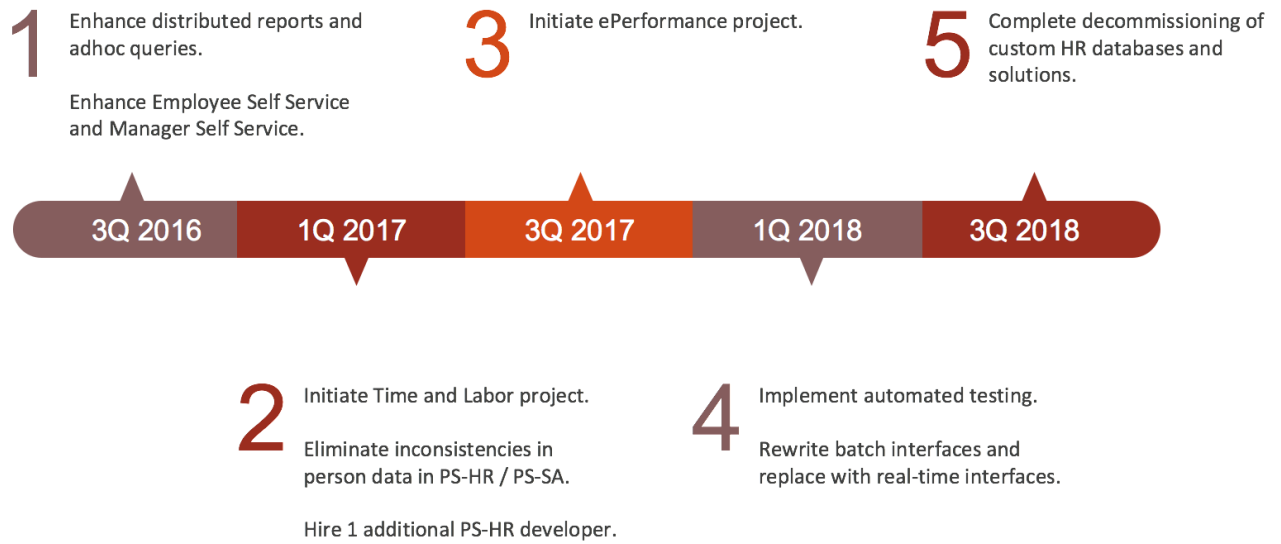 1
Enhance distributed reports and
adhoc queries.
Enhance Employee Self Service
and Manager Self Service.
3
Initiate ePerformance project.
5
Complete decommissioning of
custom HR databases and
solutions.
3Q 2016
1Q 2017
3Q 2017
1Q 2018
3Q 2018
2
Initiate Time and Labor project.
Eliminate inconsistencies in
person data in PS-HR / PS-SA.
Hire 1 additional PS-HR developer.
4
Implement automated testing.
Rewrite batch interfaces and
replace with real-time interfaces.